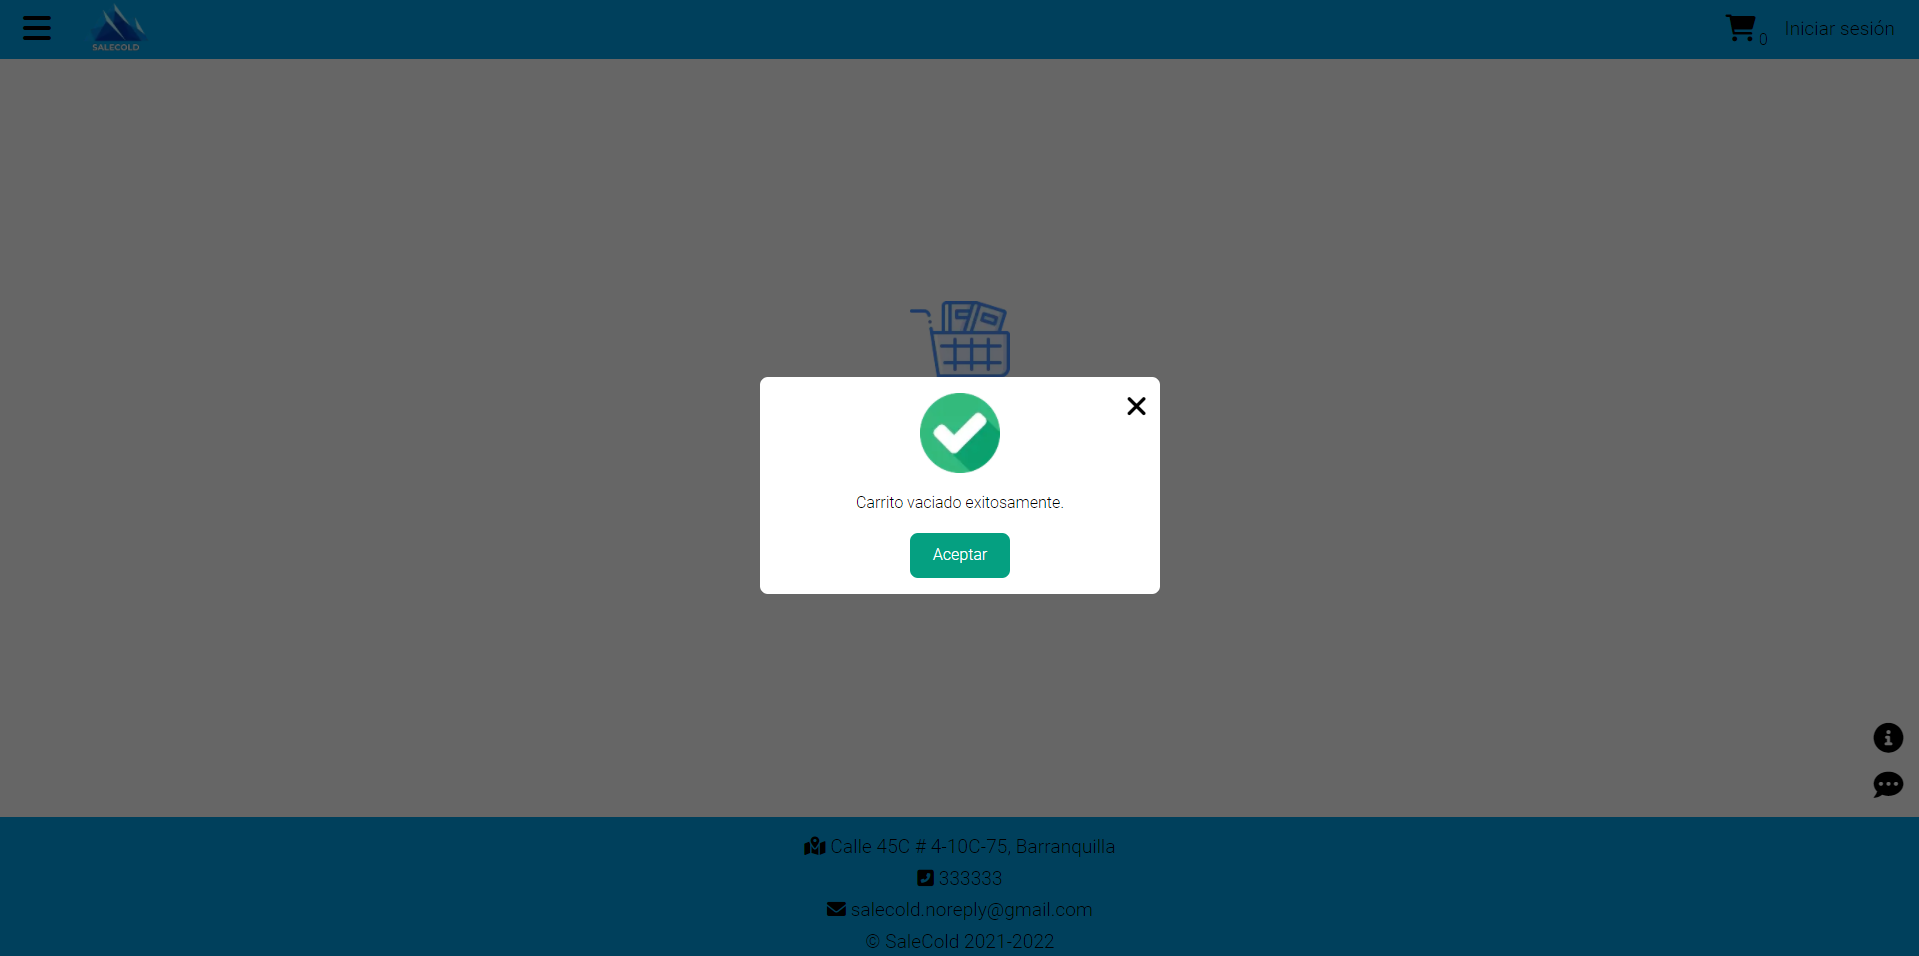 SALECOLD
0
Iniciar sesión
Carrito vaciado exitosamente.
Aceptar
Calle 45C # 4-10C-75, Barranquilla
333333
salecold.noreply@gmail.com
© SaleCold 2021-2022